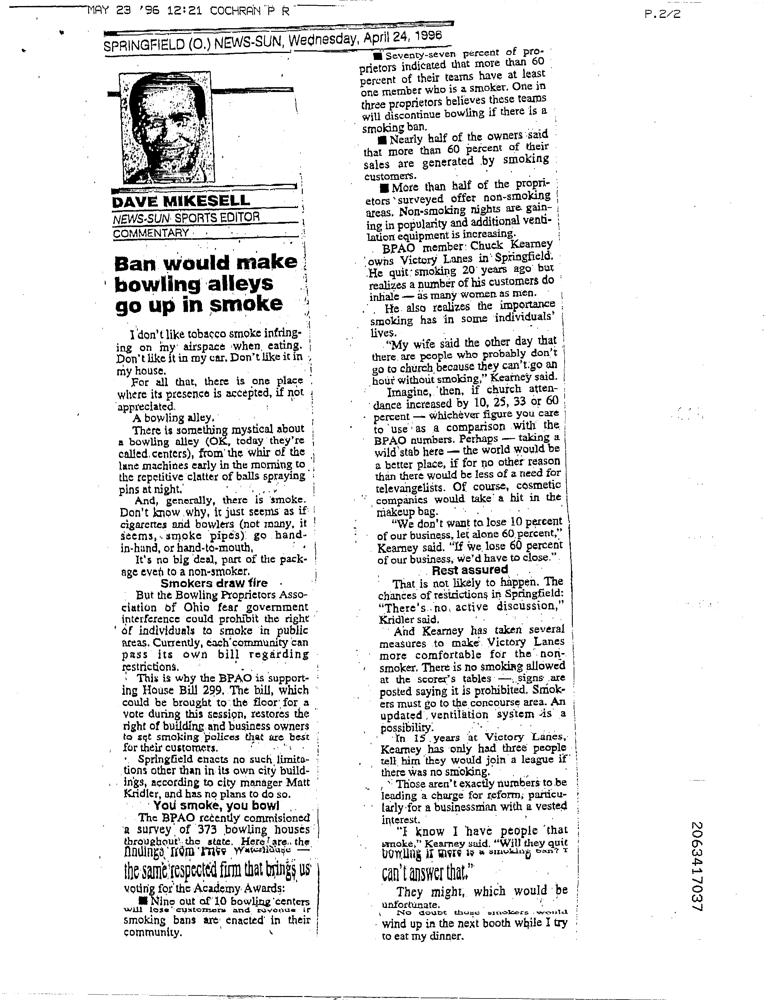 MAY 23 '96 12:21 COCHRAN P R
P.2/2
SPRINGFIELD (O.) NEWS-SUN, Wednesday, April 24, 1996
DAVE MIKESELL
NEWS-SUN SPORTS EDITOR
COMMENTARY
Ban would make
bowling alleys
go up in smoke
I don't like tobacco smoke infring-
ing on my airspace when eating.
Don't like it in my car. Don't like it in
my house.
For all that, there is one place
where its presence is accepted, if not
appreciated.
A bowling alley.
There is something mystical about
a bowling alley (OK, today they're
called centers), from the whir of the
lane machines early in the morning to
the repetitive clatter of balls spraying
pins at night.
And, generally, there is smoke.
Don't know why, it just seems as if
cigarettes and bowlers (not many, it
seems, smoke pipes) go hand-
in-hand, or hand-to-mouth,
It's no big deal, part of the pack-
age even to a non-smoker.
Smokers draw fire
But the Bowling Proprietors Asso-
ciation of Ohio fear government
interference could prohibit the right
of individuals to smoke in public
areas. Currently, each community can
pass its own bill regarding
restrictions.
This is why the BPAO is support-
ing House Bill 299. The bill, which
could be brought to the floor for a
vote during this session, restores the
right of building and business owners
to set smoking polices that are best
for their customers.
Springfield enacts no such limita-
tions other than in its own city build-
ings, according to city manager Matt
Kridler, and has no plans to do so.
You smoke, you bowl
The BPAO recently commisioned
a survey of 373 bowling houses
throughout the state. Here are the
findings from Price Waterhouse —
the same respected firm that brings us
voting for the Academy Awards:
■ Nine out of 10 bowling centers
will lose customers and revenue if
smoking bans are enacted in their
community.
■ Seventy-seven percent of pro-
prietors indicated that more than 60
percent of their teams have at least
one member who is a smoker. One in
three proprietors believes these teams
will discontinue bowling if there is a
smoking ban.
■ Nearly half of the owners said
that more than 60 percent of their
sales are generated by smoking
customers.
■ More than half of the propri-
etors surveyed offer non-smoking
areas. Non-smoking nights are gain-
ing in popularity and additional venti-
lation equipment is increasing.
BPAO member Chuck Kearney
owns Victory Lanes in Springfield.
He quit smoking 20 years ago but
realizes a number of his customers do
inhale — as many women as men.
He also realizes the importance
smoking has in some individuals'
lives.
"My wife said the other day that
there are people who probably don't
go to church because they can't go an
hour without smoking," Kearney said.
Imagine, then, if church atten-
dance increased by 10, 25, 33 or 60
percent — whichever figure you care
to use as a comparison with the
BPAO numbers. Perhaps — taking a
wild stab here — the world would be
a better place, if for no other reason
than there would be less of a need for
televangelists. Of course, cosmetic
companies would take a hit in the
makeup bag.
"We don't want to lose 10 percent
of our business, let alone 60 percent,"
Kearney said. "If we lose 60 percent
of our business, we'd have to close."
Rest assured
That is not likely to happen. The
chances of restrictions in Springfield:
"There's no active discussion,"
Kridler said.
And Kearney has taken several
measures to make Victory Lanes
more comfortable for the non-
smoker. There is no smoking allowed
at the scorer's tables — signs are
posted saying it is prohibited. Smok-
ers must go to the concourse area. An
updated ventilation system is a
possibility.
In 15 years at Victory Lanes,
Kearney has only had three people
tell him they would join a league if
there was no smoking.
Those aren't exactly numbers to be
leading a charge for reform, particu-
larly for a businessman with a vested
interest.
"I know I have people that
smoke," Kearney said. "Will they quit
bowling if there is a smoking ban? I
can't answer that."
They might, which would be
unfortunate.
No doubt those smokers would
wind up in the next booth while I try
to eat my dinner.
2063417037